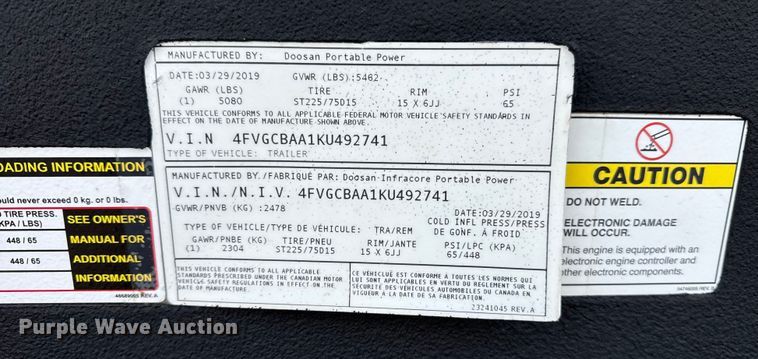 MANUFACTURED BY: Doosan Portable Power
DATE:03/29/2019 GVWR (LBS):5462
GAWR (LBS) TIRE RIM PSI
(1) 5080 ST225/75D15 15 X 6JJ 65
THIS VEHICLE CONFORMS TO ALL APPLICABLE FEDERAL MOTOR VEHICLE SAFETY STANDARDS IN
EFFECT ON THE DATE OF MANUFACTURE SHOWN ABOVE.
V.I.N 4FVGCBAA1KU492741
TYPE OF VEHICLE: TRAILER
MANUFACTURED BY./FABRIQUÉ PAR: Doosan Infracore Portable Power
V.I.N./N.I.V. 4FVGCBAA1KU492741
GVWR/PNVB (KG) :2478
03/29/2019
TYPE OF VEHICLE/TYPE DE VÉHICULE: TRA/REM
COLD INFL PRESS/PRESS
DE GONF. À FROID
GAWR/PNBE (KG) TIRE/PNEU RIM/JANTE PSI/LPC (KPA)
(1) 2304 ST225/75D15 15 X 6JJ 65/448
THIS VEHICLE CONFORMS TO ALL APPLICABLE
STANDARDS PRESCRIBED UNDER THE CANADIAN MOTOR
VEHICLE SAFETY REGULATIONS IN EFFECT ON THE
DATE OF MANUFACTURE.
CE VÉHICULE EST CONFORME À TOUTES LES NORMES QUI
LUI SONT APPLICABLES EN VERTU DU RÈGLEMENT SUR LA
SÉCURITÉ DES VÉHICULES AUTOMOBILES DU CANADA EN
VIGUEUR À LA DATE DE SA FABRICATION.
23241045 REV.A
OADING INFORMATION
ould never exceed 0 kg. or 0 lbs.
TIRE PRESS.
KPA / LBS)
448 / 65
448 / 65
SEE OWNER'S
MANUAL FOR
ADDITIONAL
INFORMATION
REV. A
CAUTION
DO NOT WELD.
ELECTRONIC DAMAGE
WILL OCCUR.
This engine is equipped with an
electronic engine controller and
other electronic components.
Purple Wave Auction